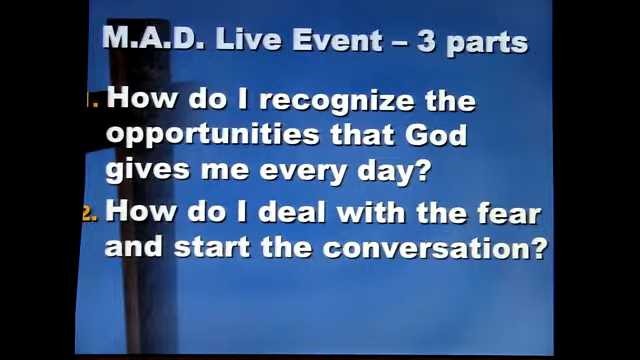 M.A.D. Live Event – 3 parts
1. How do I recognize the
opportunities that God
gives me every day?
2. How do I deal with the fear
and start the conversation?